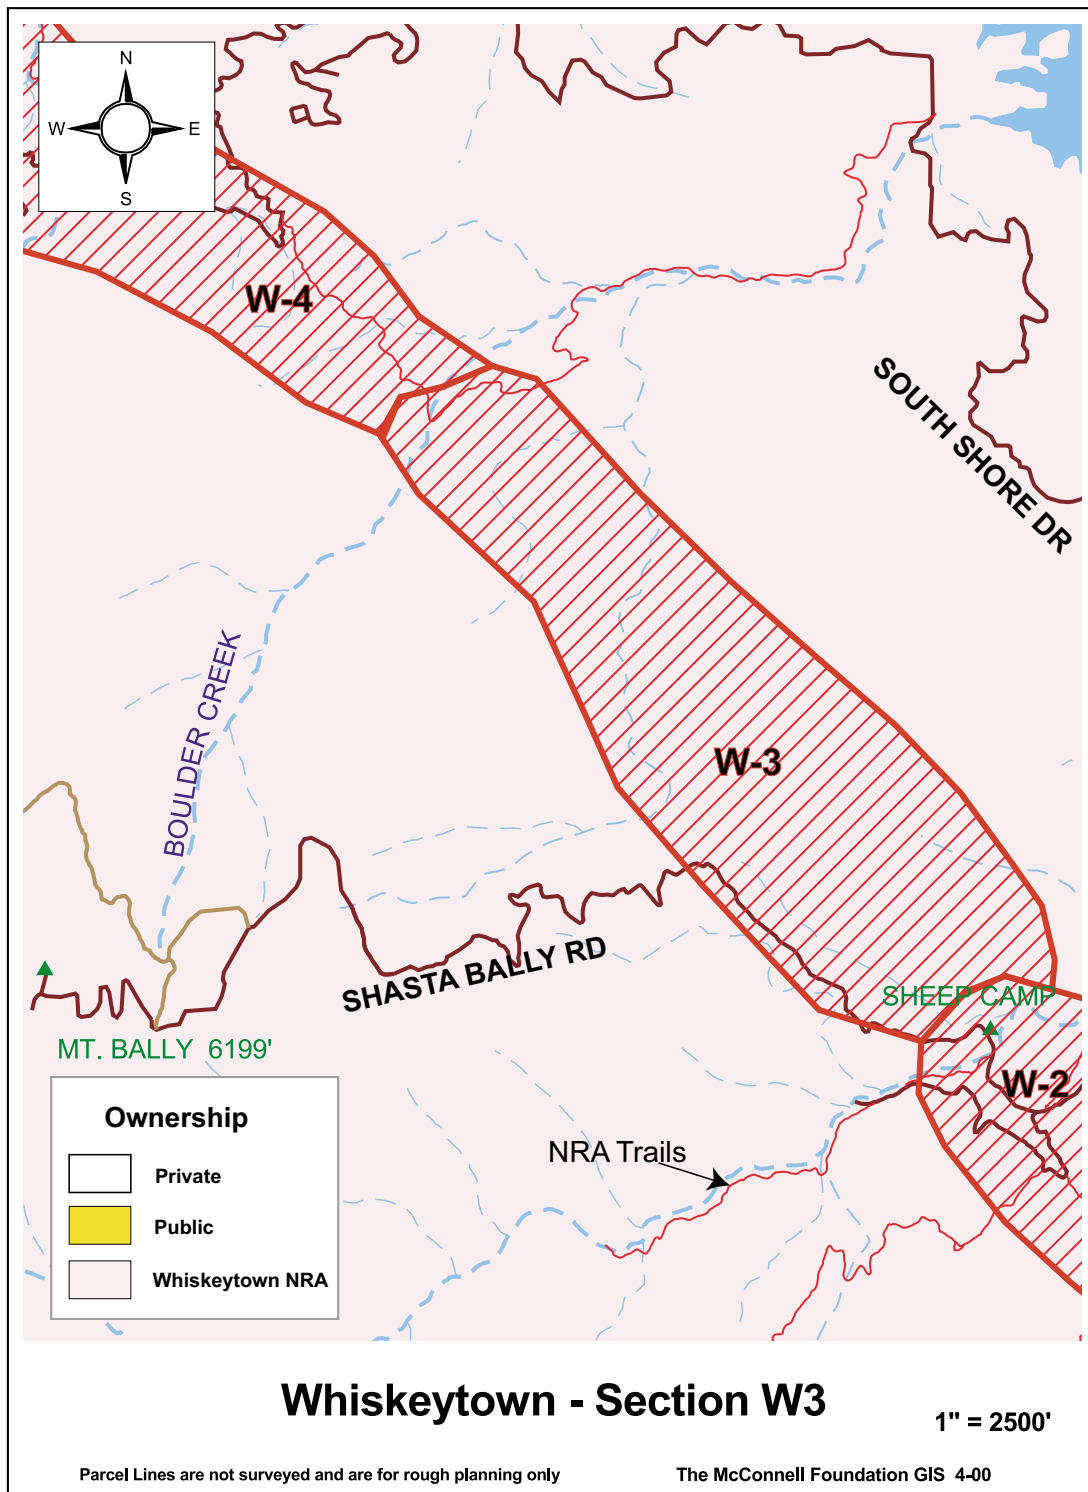 N
W E
S
W-4
SOUTH SHORE DR
BOULDER CREEK
W-3
SHASTA BALLY RD
SHEEP CAMP
MT. BALLY 6199'
W-2
NRA Trails
Ownership
Private
Public
Whiskeytown NRA
Whiskeytown - Section W3
1" = 2500'
Parcel Lines are not surveyed and are for rough planning only
The McConnell Foundation GIS 4-00